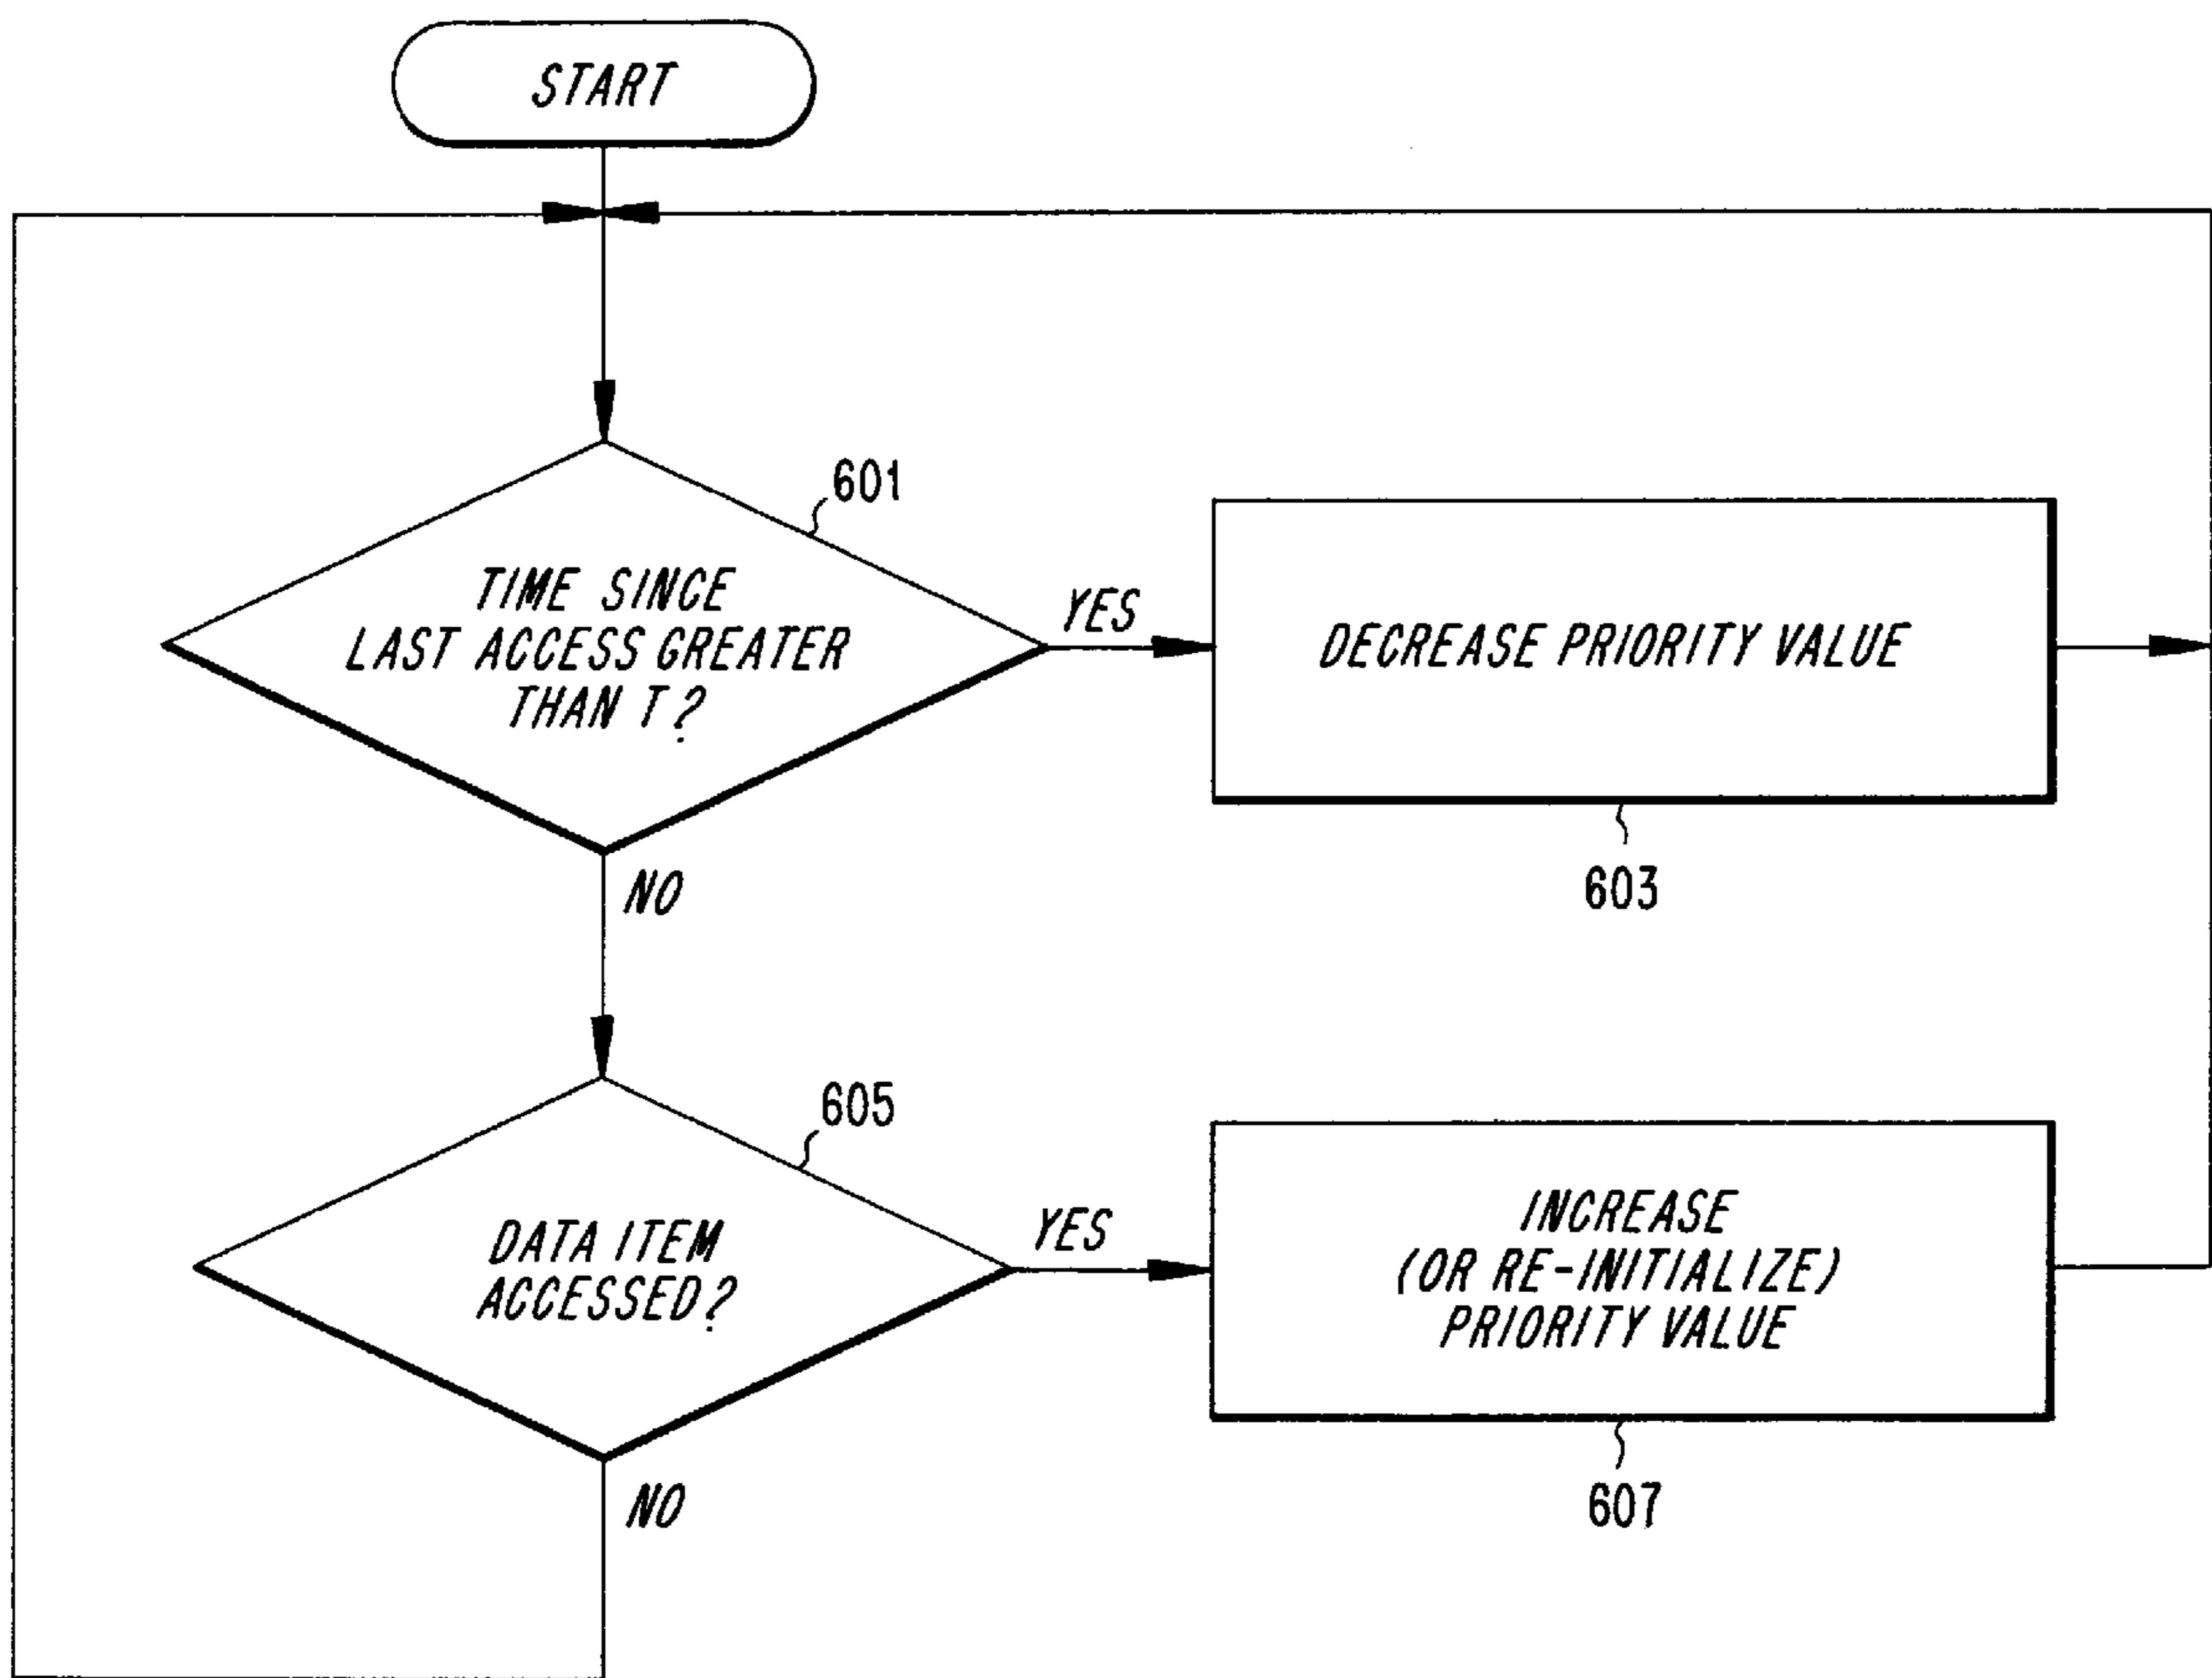 START
601
TIME SINCE
LAST ACCESS GREATER
THAN T?
YES
DECREASE PRIORITY VALUE
603
NO
605
DATA ITEM
ACCESSED?
YES
INCREASE
(OR RE-INITIALIZE)
PRIORITY VALUE
607
NO